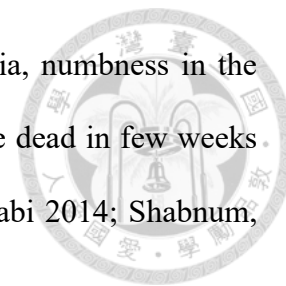 ia, numbness in the
e dead in few weeks
abi 2014; Shabnum,